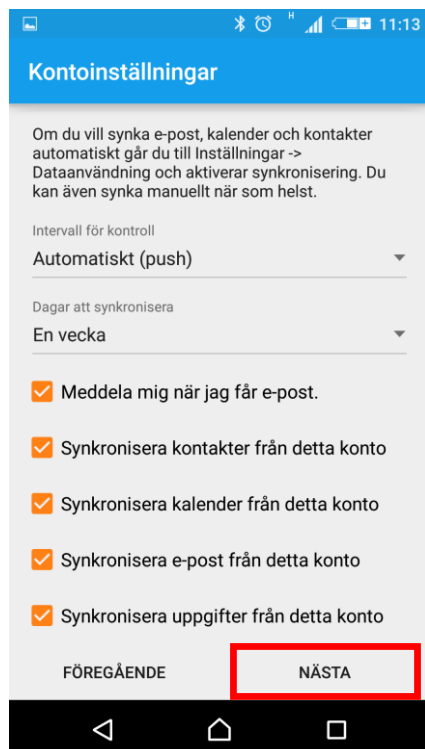 H 11:13
Kontoinställningar
Om du vill synka e-post, kalender och kontakter
automatiskt går du till Inställningar ->
Dataanvändning och aktiverar synkronisering. Du
kan även synka manuellt när som helst.
Intervall för kontroll
Automatiskt (push)
Dagar att synkronisera
En vecka
Meddela mig när jag får e-post.
Synkronisera kontakter från detta konto
Synkronisera kalender från detta konto
Synkronisera e-post från detta konto
Synkronisera uppgifter från detta konto
FÖREGÅENDE NÄSTA